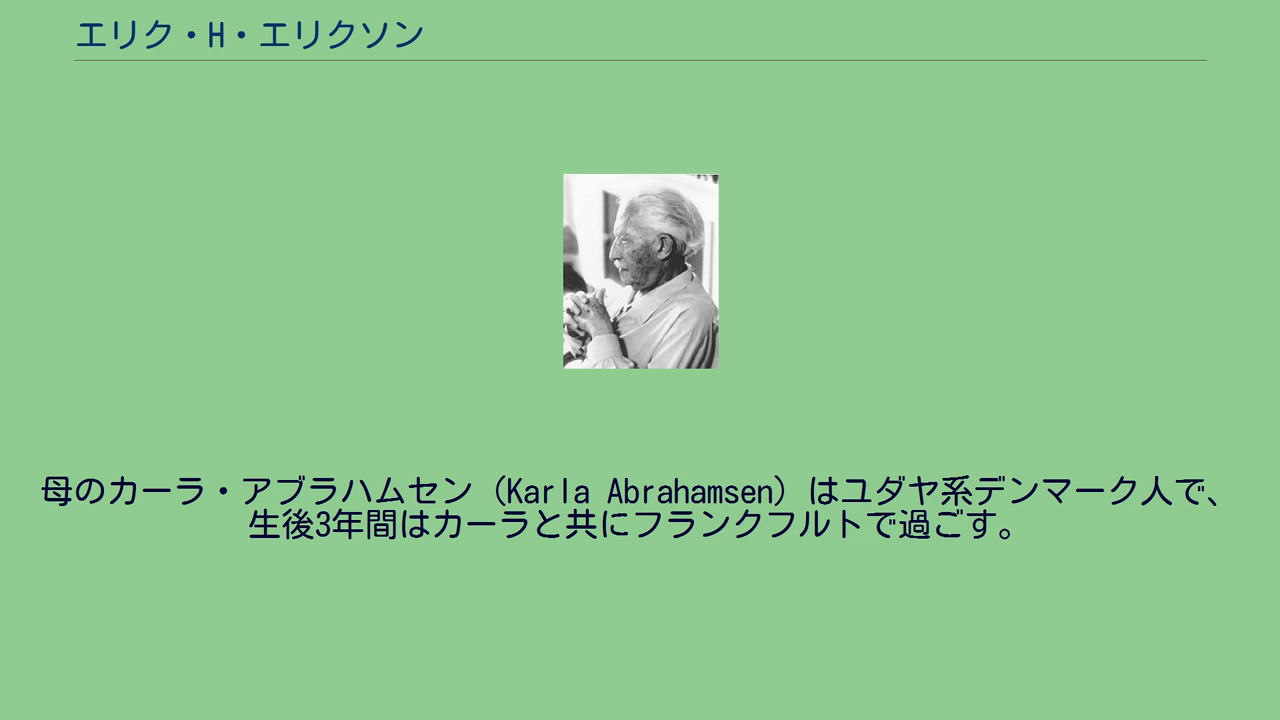 エリク・H・エリクソン
母のカーラ・アブラハムセン（Karla Abrahamsen）はユダヤ系デンマーク人で、
生後3年間はカーラと共にフランクフルトで過ごす。